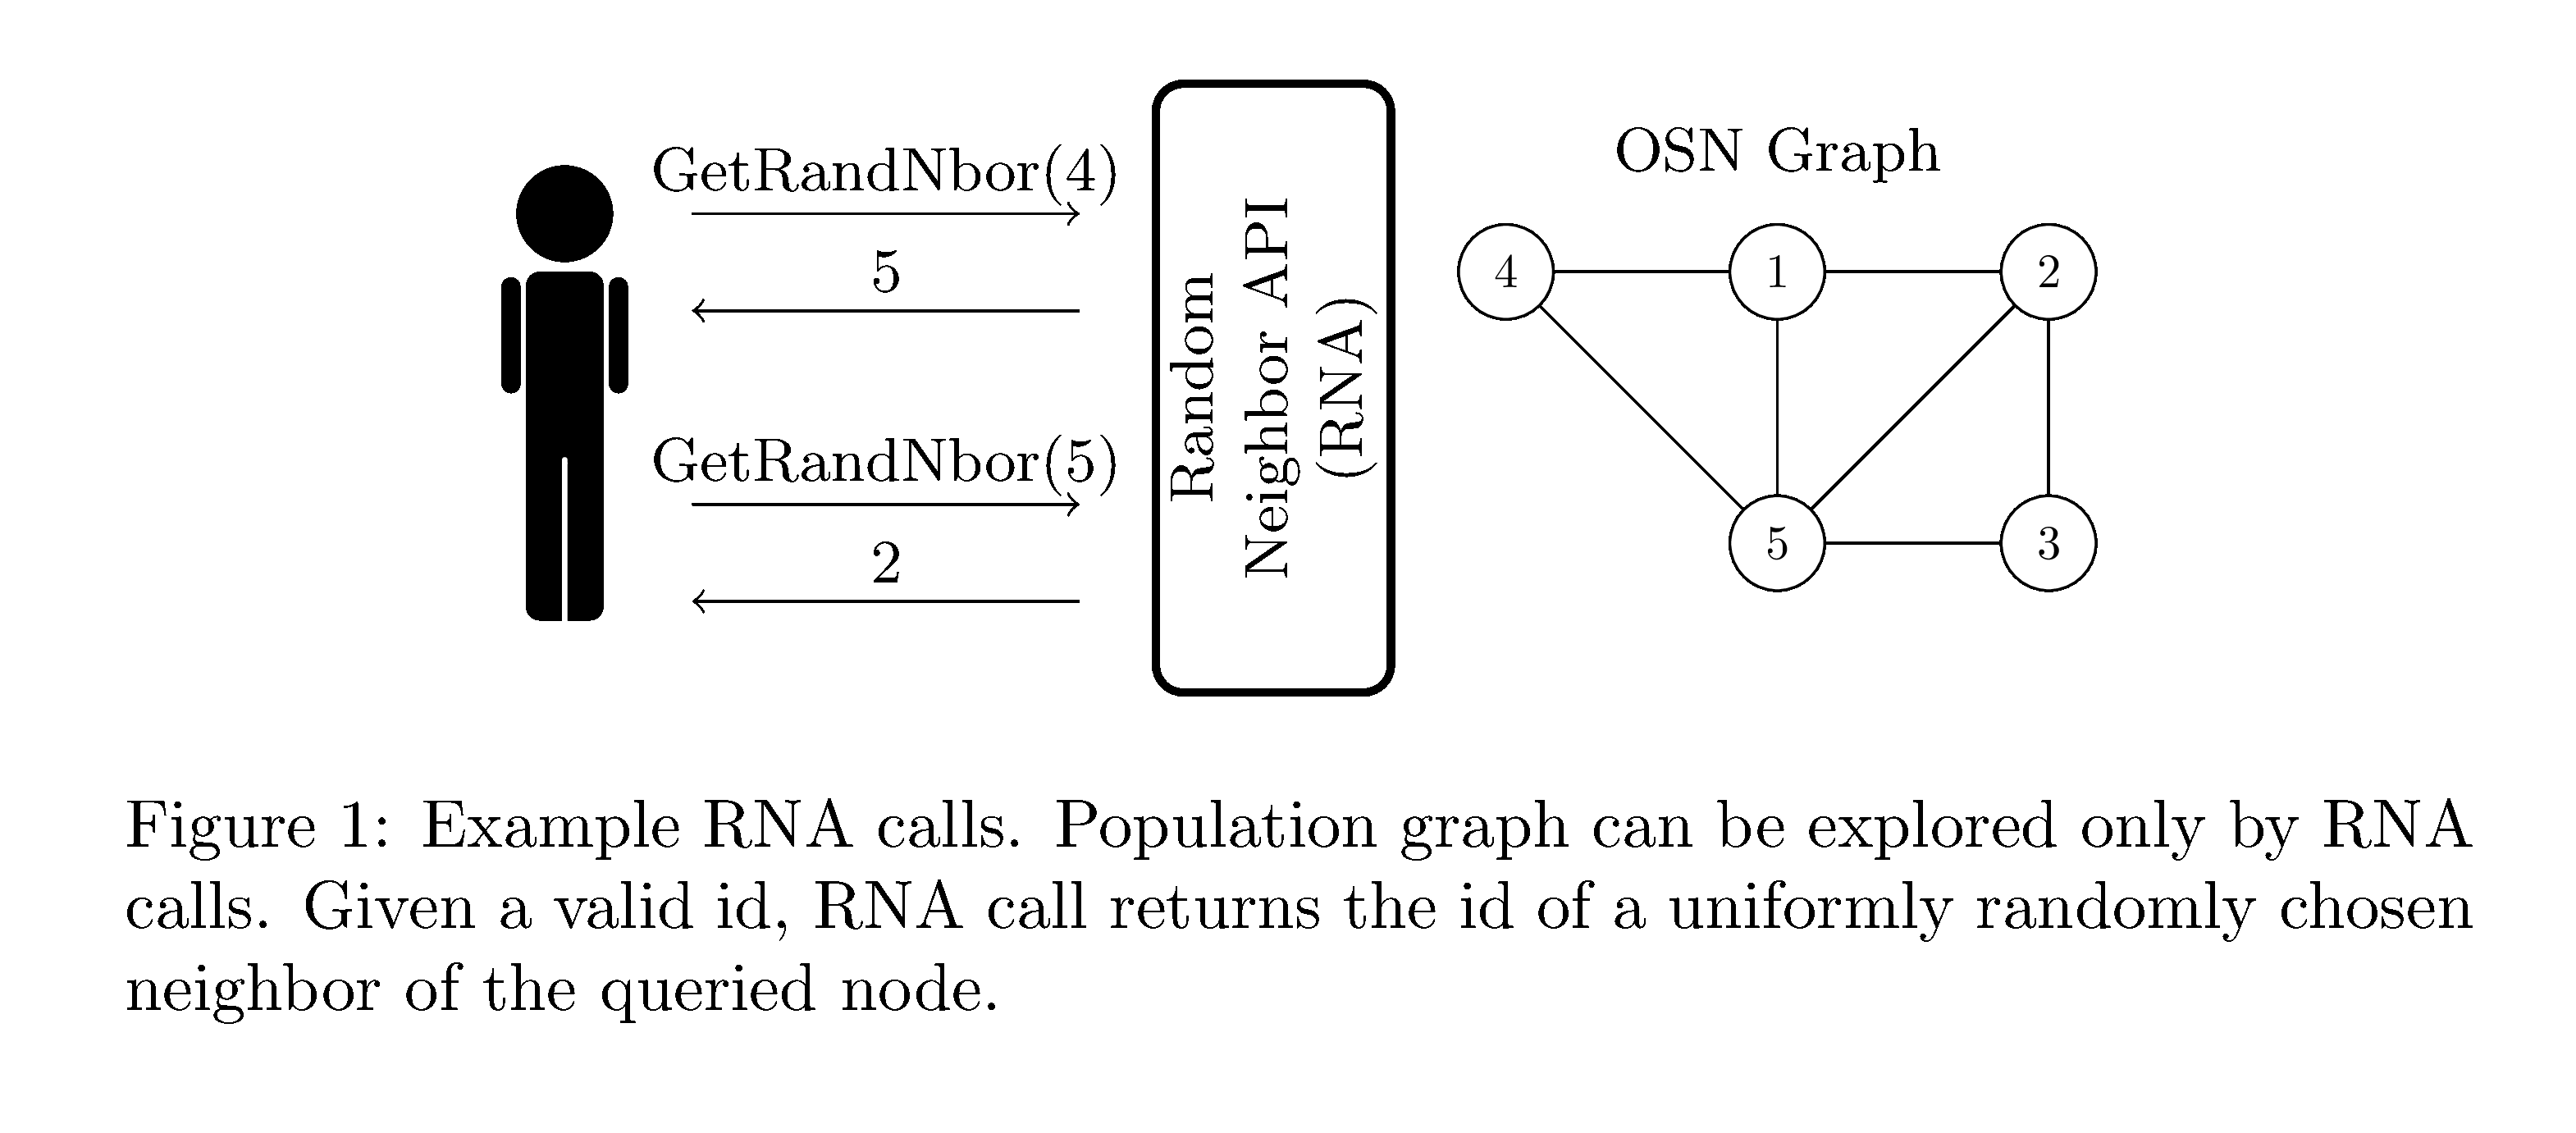 GetRandNbor(4)
5
GetRandNbor(5)
2
Random
Neighbor API
(RNA)
OSN Graph
4
1
2
5
3
Figure 1: Example RNA calls. Population graph can be explored only by RNA
calls. Given a valid id, RNA call returns the id of a uniformly randomly chosen
neighbor of the queried node.